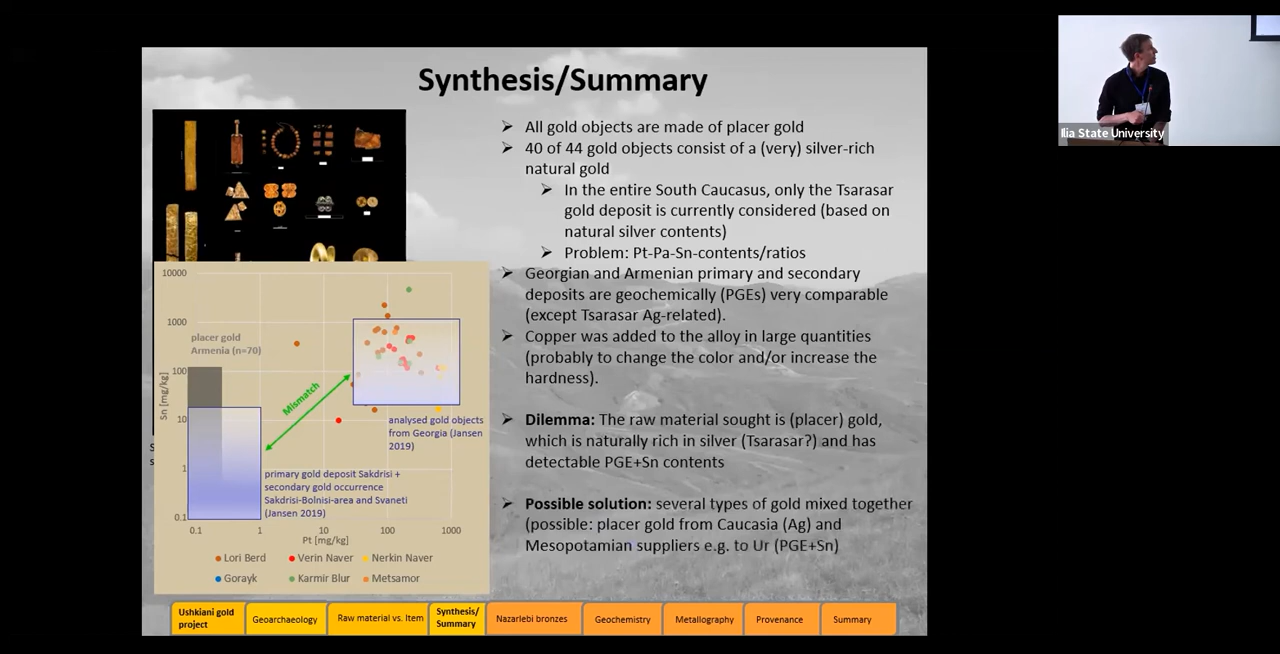 Synthesis/Summary
Ilia State University
➢ All gold objects are made of placer gold
➢ 40 of 44 gold objects consist of a (very) silver-rich
natural gold
➢ In the entire South Caucasus, only the Tsarasar
gold deposit is currently considered (based on
natural silver contents)
➢ Problem: Pt-Pa-Sn-contents/ratios
➢ Georgian and Armenian primary and secondary
deposits are geochemically (PGEs) very comparable
(except Tsarasar Ag-related).
➢ Copper was added to the alloy in large quantities
(probably to change the color and/or increase the
hardness).
➢ Dilemma: The raw material sought is (placer) gold,
which is naturally rich in silver (Tsarasar?) and has
detectable PGE+Sn contents
➢ Possible solution: several types of gold mixed together
(possible: placer gold from Caucasia (Ag) and
Mesopotamian suppliers e.g. to Ur (PGE+Sn)
10000
1000
100
10
1
0.1
Sn [mg/kg]
placer gold
Armenia (n=70)
Mismatch
analysed gold objects
from Georgia (Jansen
2019)
primary gold deposit Sakdrisi +
secondary gold occurrence
Sakdrisi-Bolnisi-area and Svaneti
(Jansen 2019)
0.1 1 10 100 1000
Pt [mg/kg]
Lori Berd Verin Naver Nerkin Naver
Gorayk Karmir Blur Metsamor
Ushkiani gold
project
Geoarchaeology
Raw material vs. Item
Synthesis/
Summary
Nazarlebi bronzes
Geochemistry
Metallography
Provenance
Summary